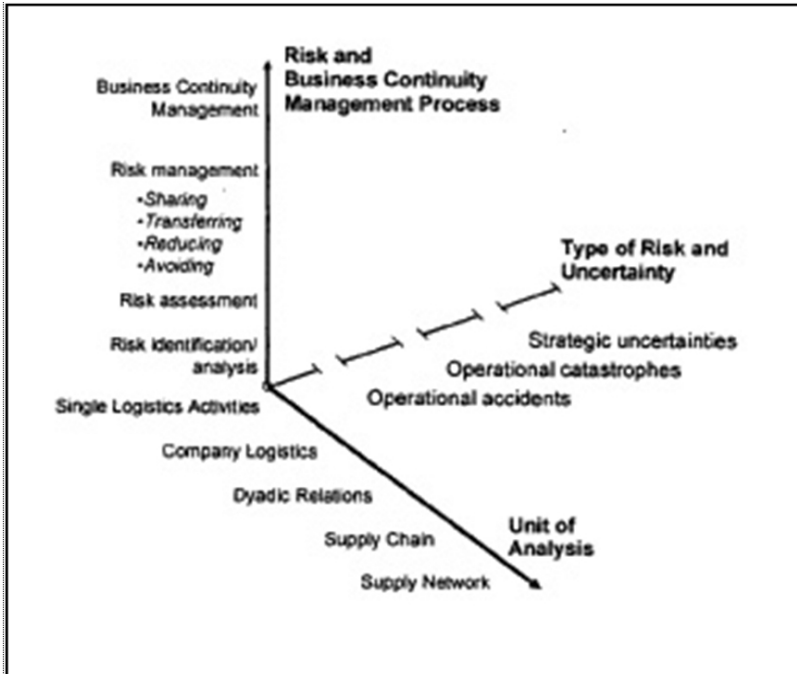 Risk and
Business Continuity
Management Process
Business Continuity
Management
Risk management
•Sharing
•Transferring
•Reducing
•Avoiding
Risk assessment
Risk identification/
analysis
Type of Risk and
Uncertainty
Strategic uncertainties
Operational catastrophes
Operational accidents
Single Logistics Activities
Company Logistics
Dyadic Relations
Supply Chain
Supply Network
Unit of
Analysis